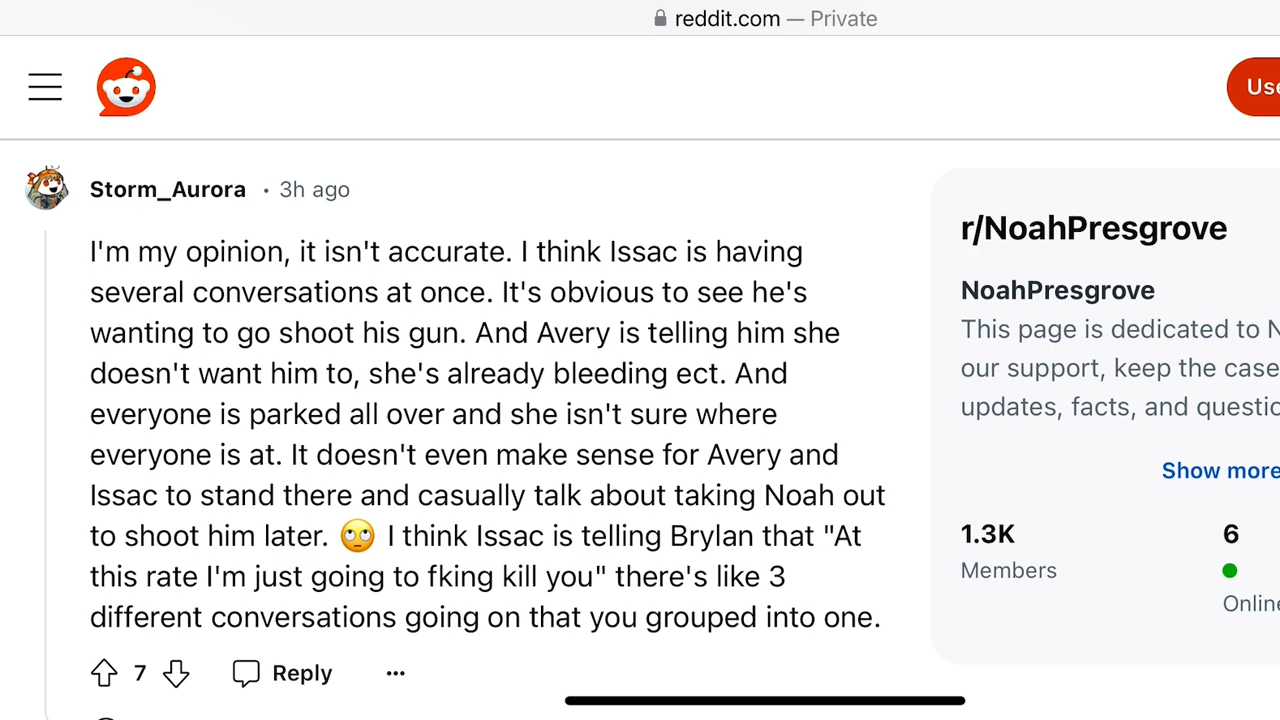 reddit.com — Private
Use
Storm_Aurora • 3h ago
I'm my opinion, it isn't accurate. I think Issac is having
several conversations at once. It's obvious to see he's
wanting to go shoot his gun. And Avery is telling him she
doesn't want him to, she's already bleeding ect. And
everyone is parked all over and she isn't sure where
everyone is at. It doesn't even make sense for Avery and
Issac to stand there and casually talk about taking Noah out
to shoot him later. 🙄 I think Issac is telling Brylan that "At
this rate I'm just going to fking kill you" there's like 3
different conversations going on that you grouped into one.
7 Reply ...
r/NoahPresgrove
NoahPresgrove
This page is dedicated to N
our support, keep the case
updates, facts, and questio
Show more
1.3K
Members
6
Online